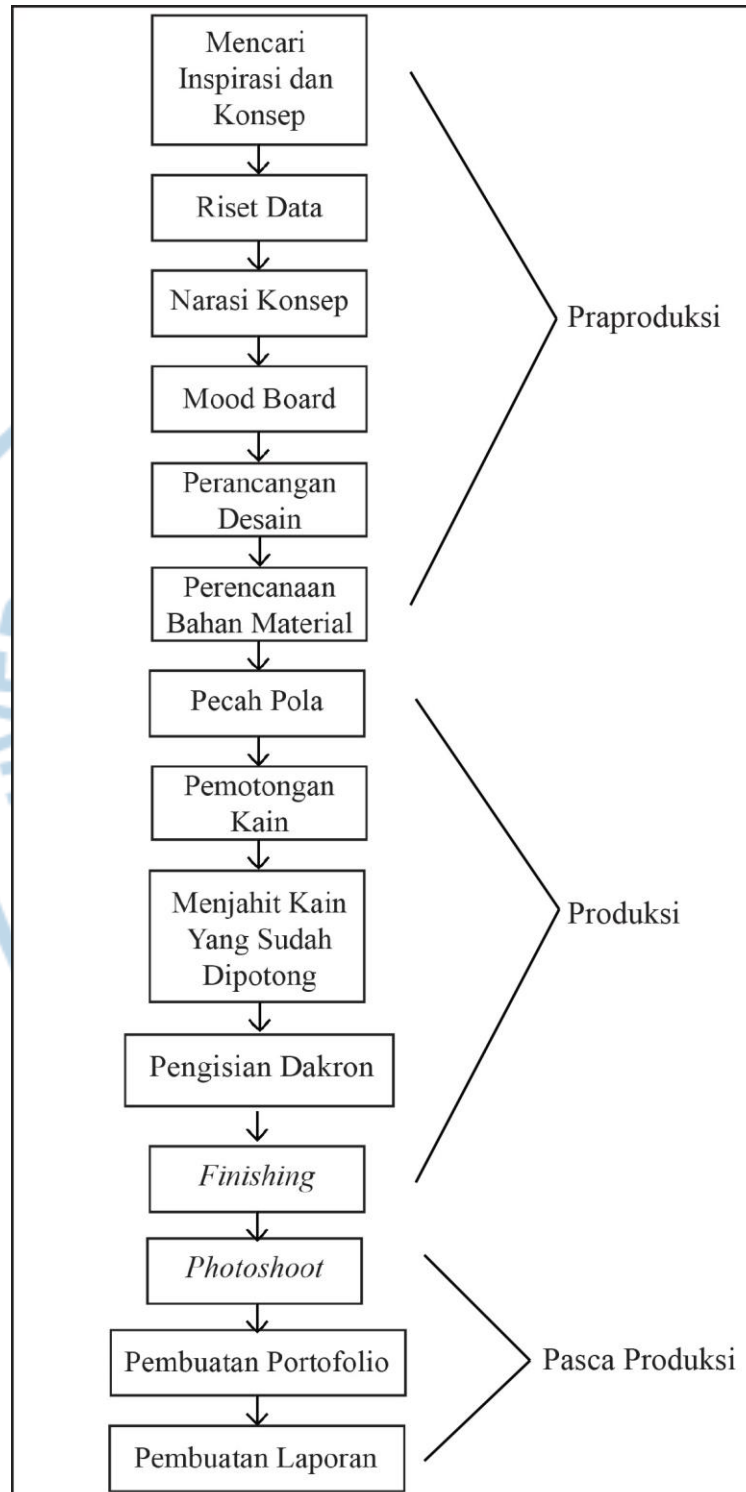 Mencari
Inspirasi dan
Konsep
Riset Data
Narasi Konsep
Mood Board
Perancangan
Desain
Perencanaan
Bahan Material
Praproduksi
Pecah Pola
Pemotongan
Kain
Menjahit Kain
Yang Sudah
Dipotong
Pengisian Dakron
Finishing
Produksi
Photoshoot
Pembuatan Portofolio
Pembuatan Laporan
Pasca Produksi